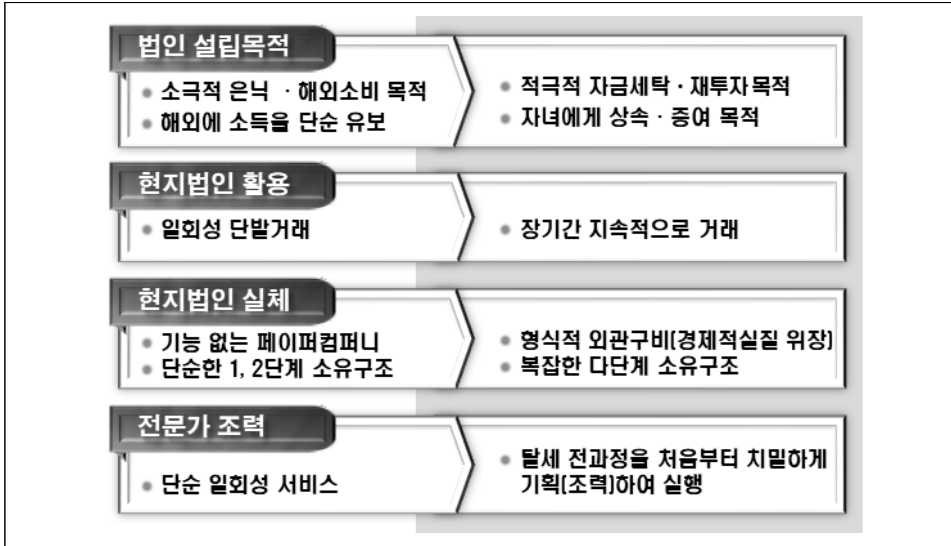 법인 설립목적
• 소극적 은닉 · 해외소비 목적
• 해외에 소득을 단순 유보
• 적극적 자금세탁 · 재투자목적
• 자녀에게 상속 · 증여 목적
현지법인 활용
• 일회성 단발거래
• 장기간 지속적으로 거래
현지법인 실체
• 기능 없는 페이퍼컴퍼니
• 단순한 1, 2단계 소유구조
• 형식적 외관구비(경제적실질 위장)
• 복잡한 다단계 소유구조
전문가 조력
• 단순 일회성 서비스
• 탈세 전과정을 처음부터 치밀하게
기획(조력)하여 실행